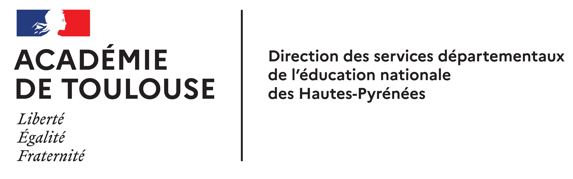 ACADÉMIE
DE TOULOUSE
Liberté
Égalité
Fraternité
Direction des services départementaux
de l’éducation nationale
des Hautes-Pyrénées